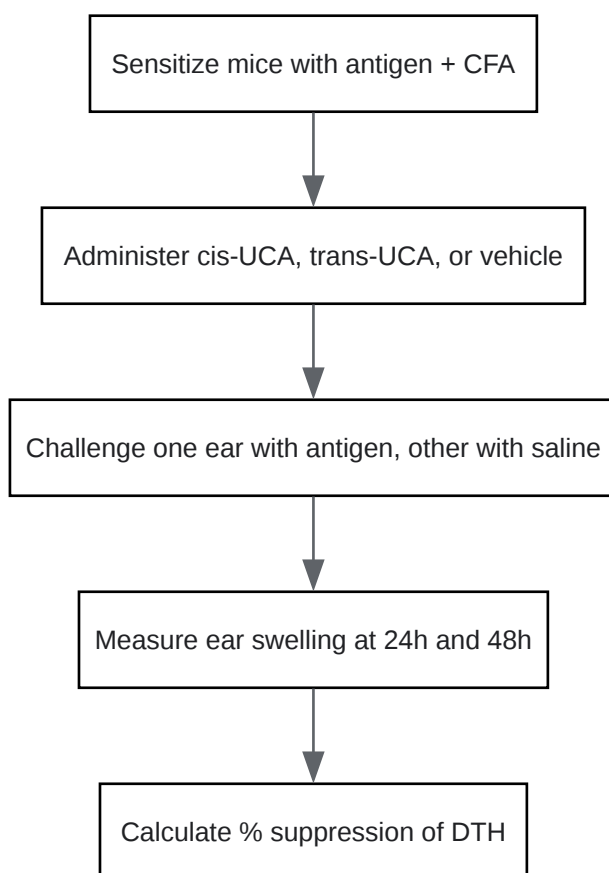 Sensitize mice with antigen + CFA
Administer cis-UCA, trans-UCA, or vehicle
Challenge one ear with antigen, other with saline
Measure ear swelling at 24h and 48h
Calculate % suppression of DTH